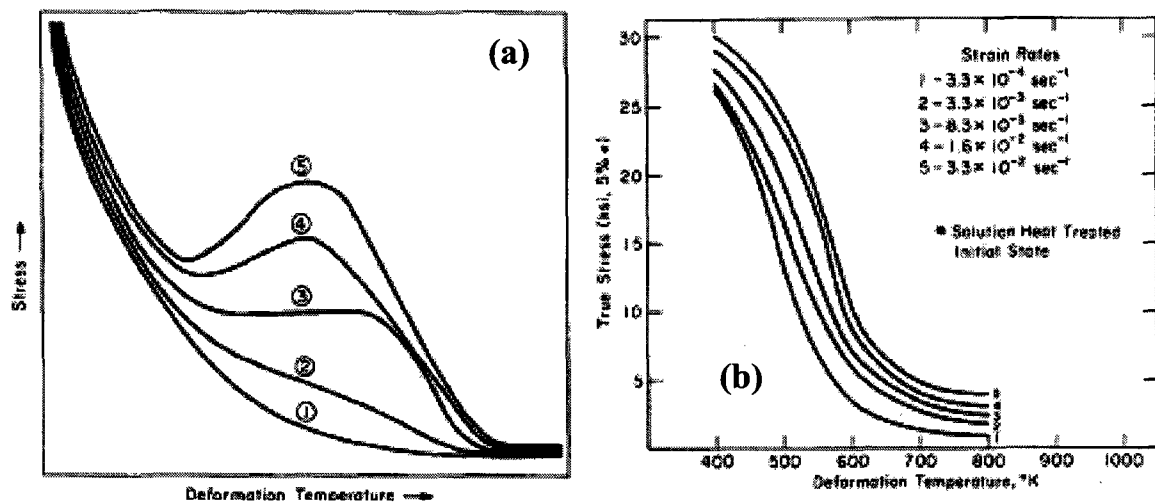 (a)
⑤
④
③
②
①
Stress
Deformation Temperature
30
25
20
15
10
5
True Stress (ksi, 5%
Strain Rates
1 - 3.3 × 10⁻⁴ sec⁻¹
2 - 3.3 × 10⁻³ sec⁻¹
3 - 8.3 × 10⁻³ sec⁻¹
4 - 1.6 × 10⁻² sec⁻¹
5 - 3.3 × 10⁻² sec⁻¹
* Solution Heat Treated
Initial State
(b)
400 500 600 700 800 900 1000
Deformation Temperature, °K